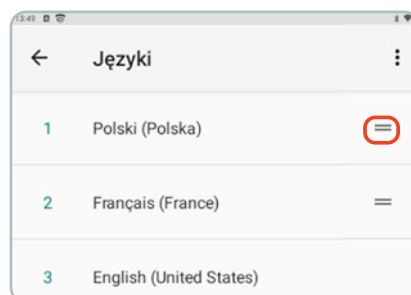 13:49
Języki
1 Polski (Polska)
2 Français (France)
3 English (United States)